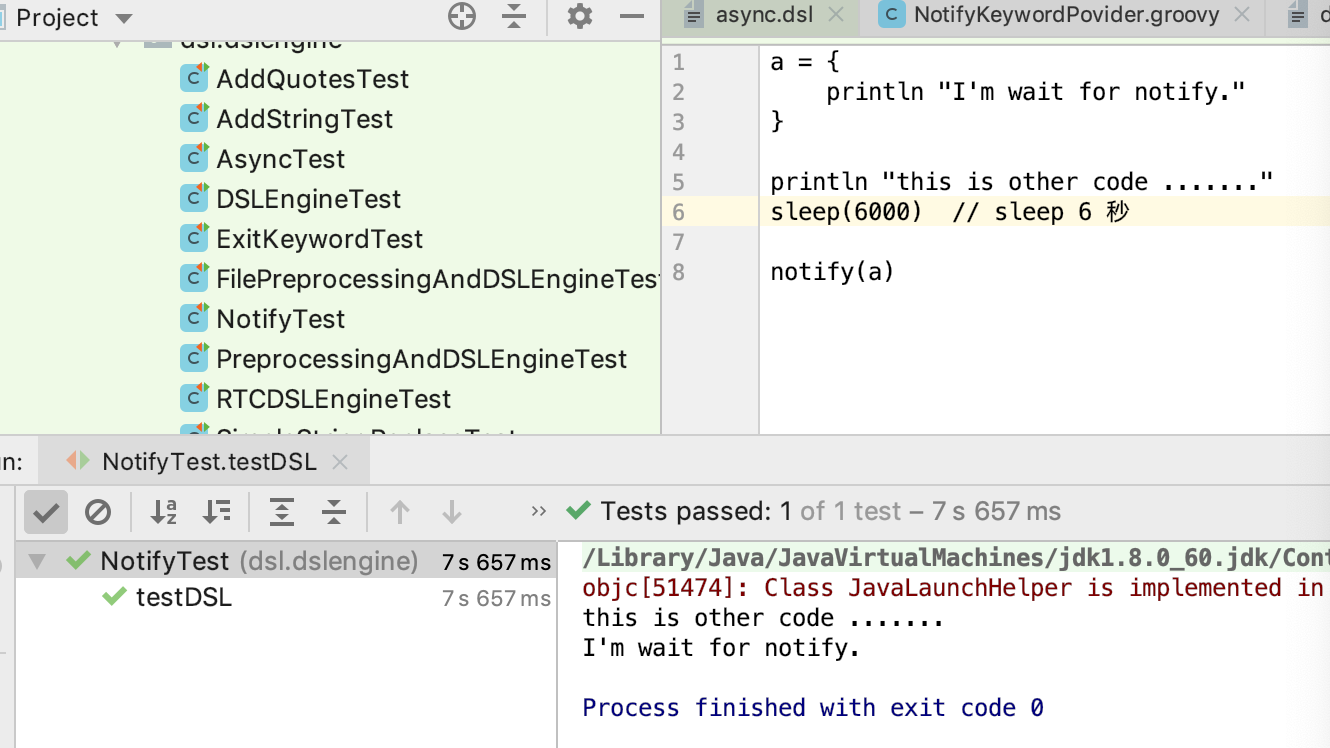 Project
async.dsl
NotifyKeywordPovider.groovy
dsl.dslengine
AddQuotesTest
AddStringTest
AsyncTest
DSLEngineTest
ExitKeywordTest
FilePreprocessingAndDSLEngineTes
NotifyTest
PreprocessingAndDSLEngineTest
RTCDSLEngineTest
1 a = {
2 println "I'm wait for notify."
3 }
4
5 println "this is other code ......."
6 sleep(6000)  // sleep 6 秒
7
8 notify(a)
n:
NotifyTest.testDSL
Tests passed: 1 of 1 test – 7 s 657 ms
NotifyTest (dsl.dslengine) 7 s 657 ms
testDSL 7 s 657 ms
/Library/Java/JavaVirtualMachines/jdk1.8.0_60.jdk/Cont
objc[51474]: Class JavaLaunchHelper is implemented in
this is other code .......
I'm wait for notify.
Process finished with exit code 0